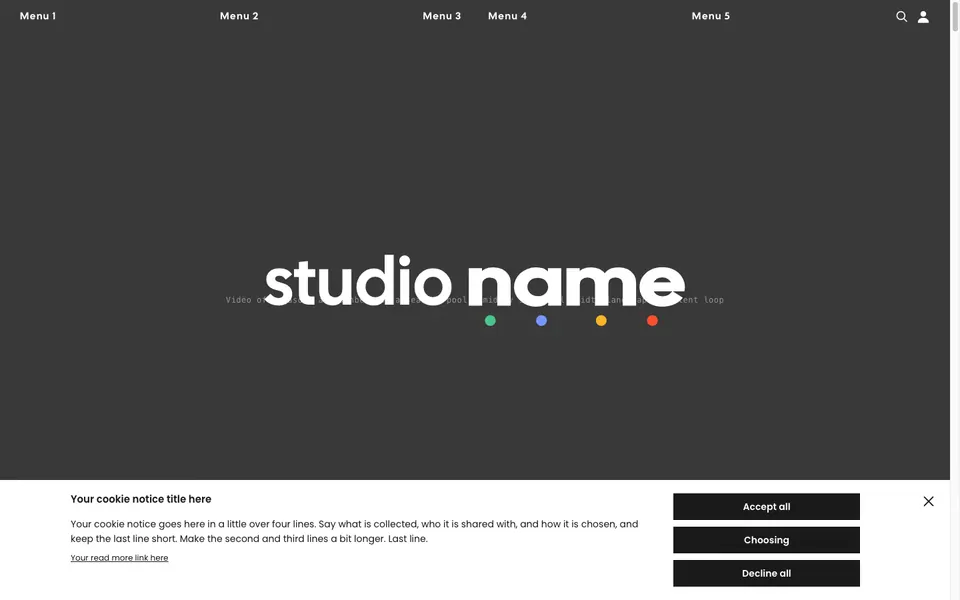 Menu 1
Menu 2
Menu 3
Menu 4
Menu 5
studio name
Video of
Your cookie notice title here
Your cookie notice goes here in a little over four lines. Say what is collected, who it is shared with, and how it is chosen, and
keep the last line short. Make the second and third lines a bit longer. Last line.
Your read more link here
Accept all
Choosing
Decline all